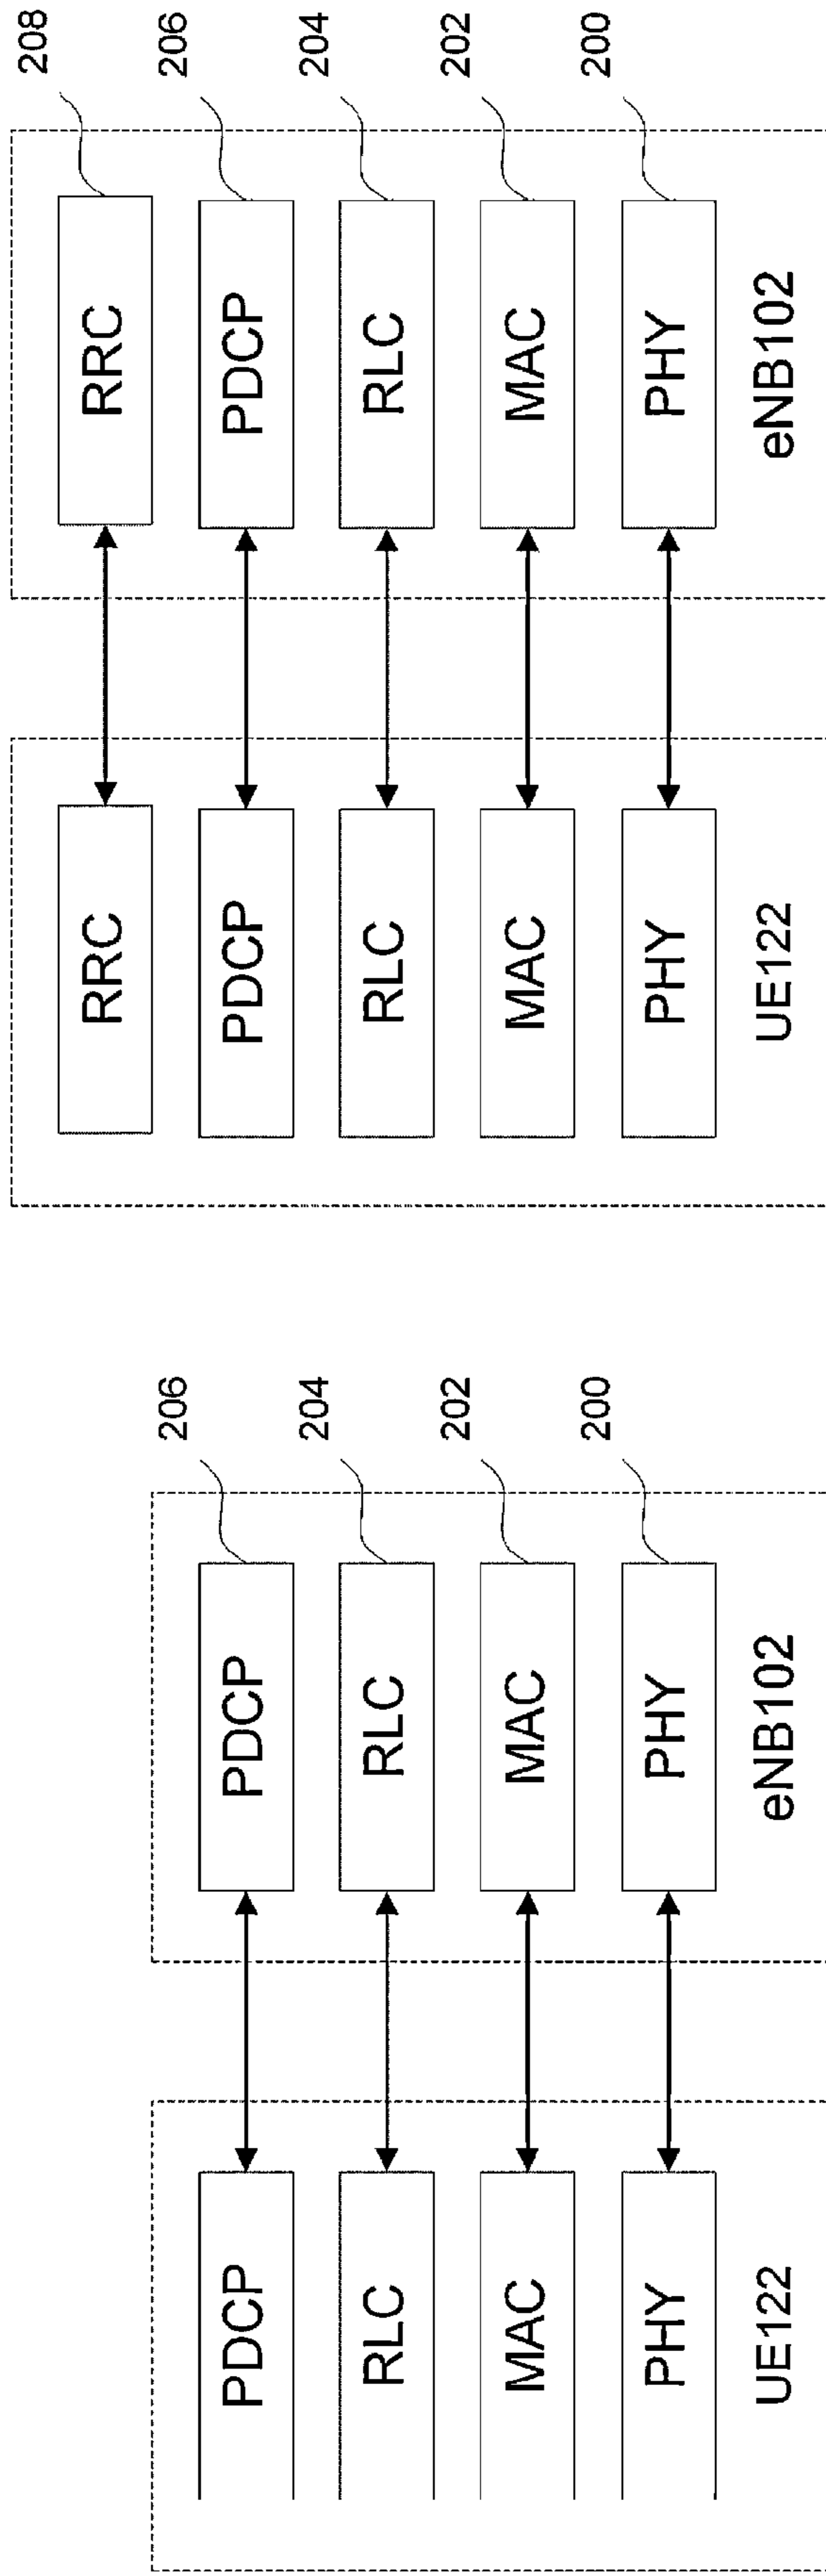 206
PDCP PDCP
204
RLC RLC
202
MAC MAC
200
PHY PHY
UE122 eNB102
208
RRC RRC
206
PDCP PDCP
204
RLC RLC
202
MAC MAC
200
PHY PHY
UE122 eNB102